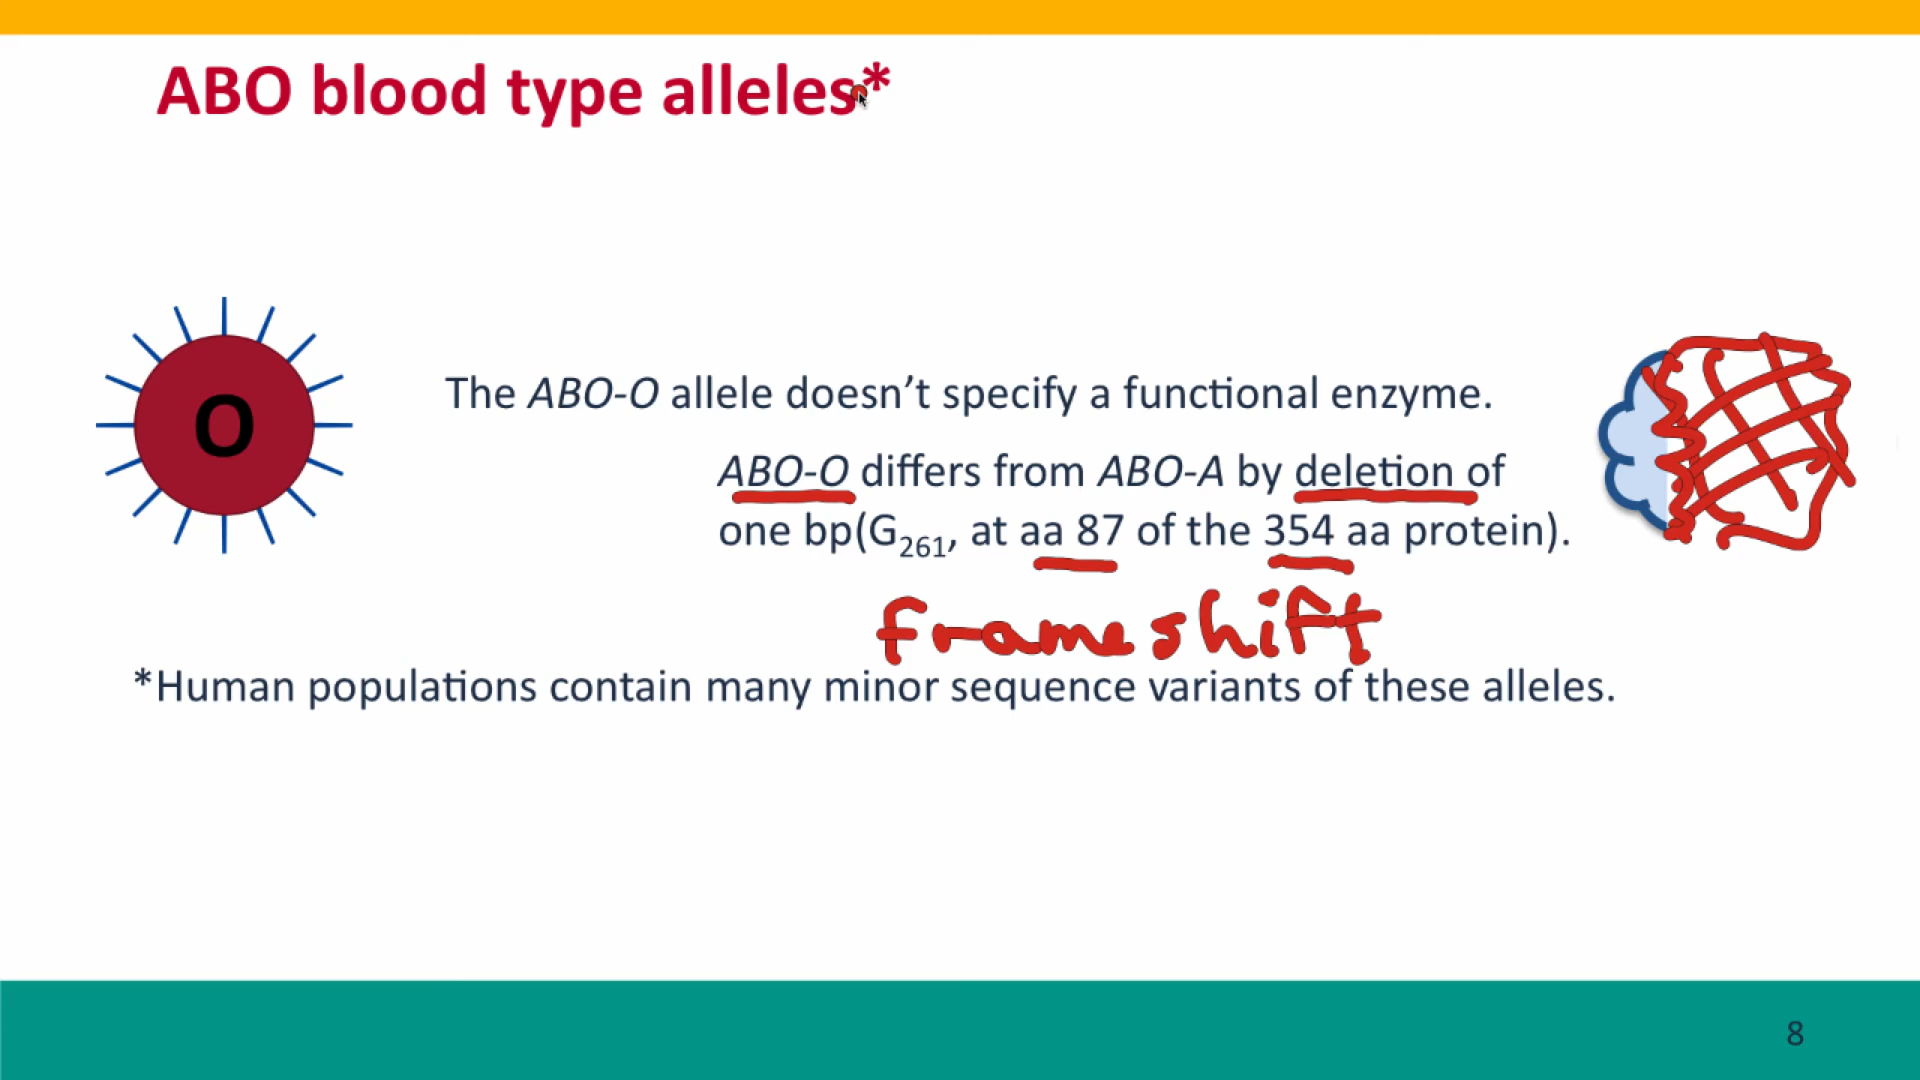 ABO blood type alleles*
O
The ABO-O allele doesn’t specify a functional enzyme.
ABO-O differs from ABO-A by deletion of
one bp(G261, at aa 87 of the 354 aa protein).
frameshift
*Human populations contain many minor sequence variants of these alleles.
8